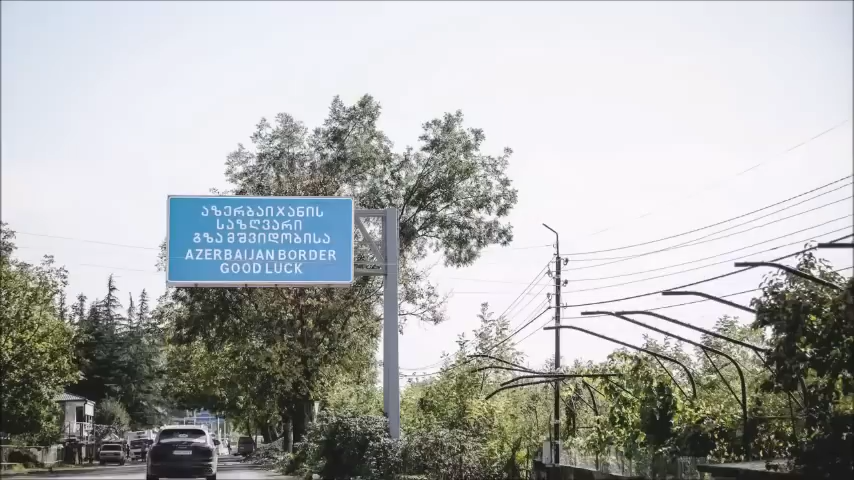 აზერბაიჯანის
საზღვარი
გზა მშვიდობისა
AZERBAIJAN BORDER
GOOD LUCK